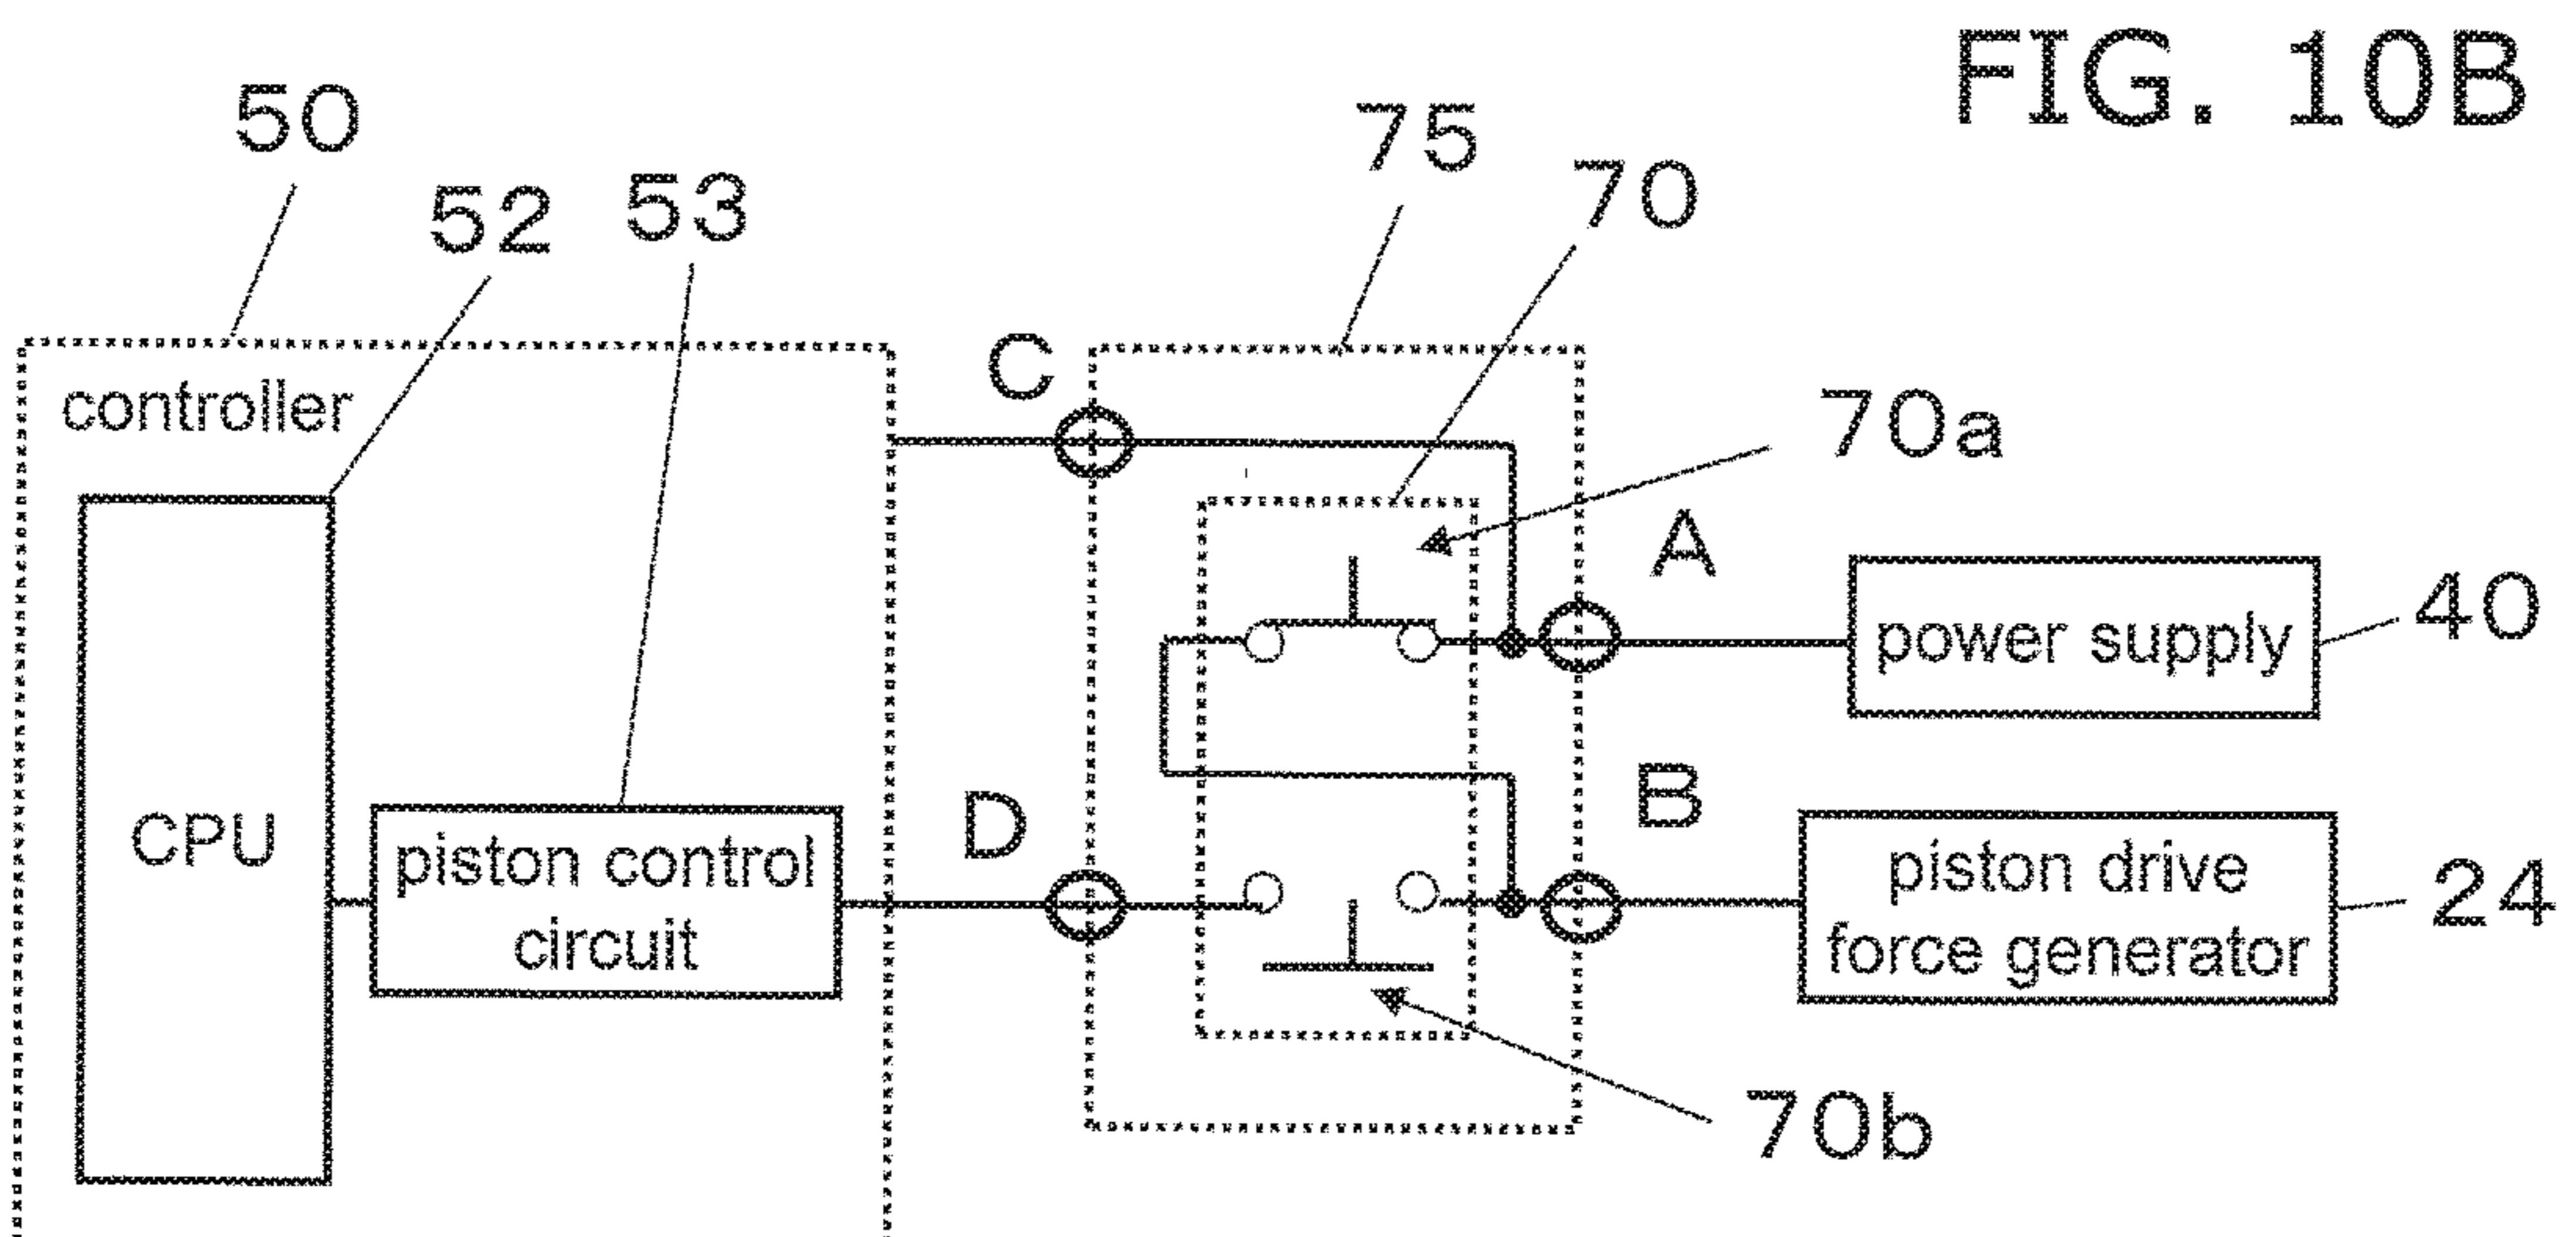 FIG. 10B
50
75
52
53
70
C
controller
70a
A
power supply
40
D
B
CPU
piston control
circuit
piston drive
force generator
24
70b